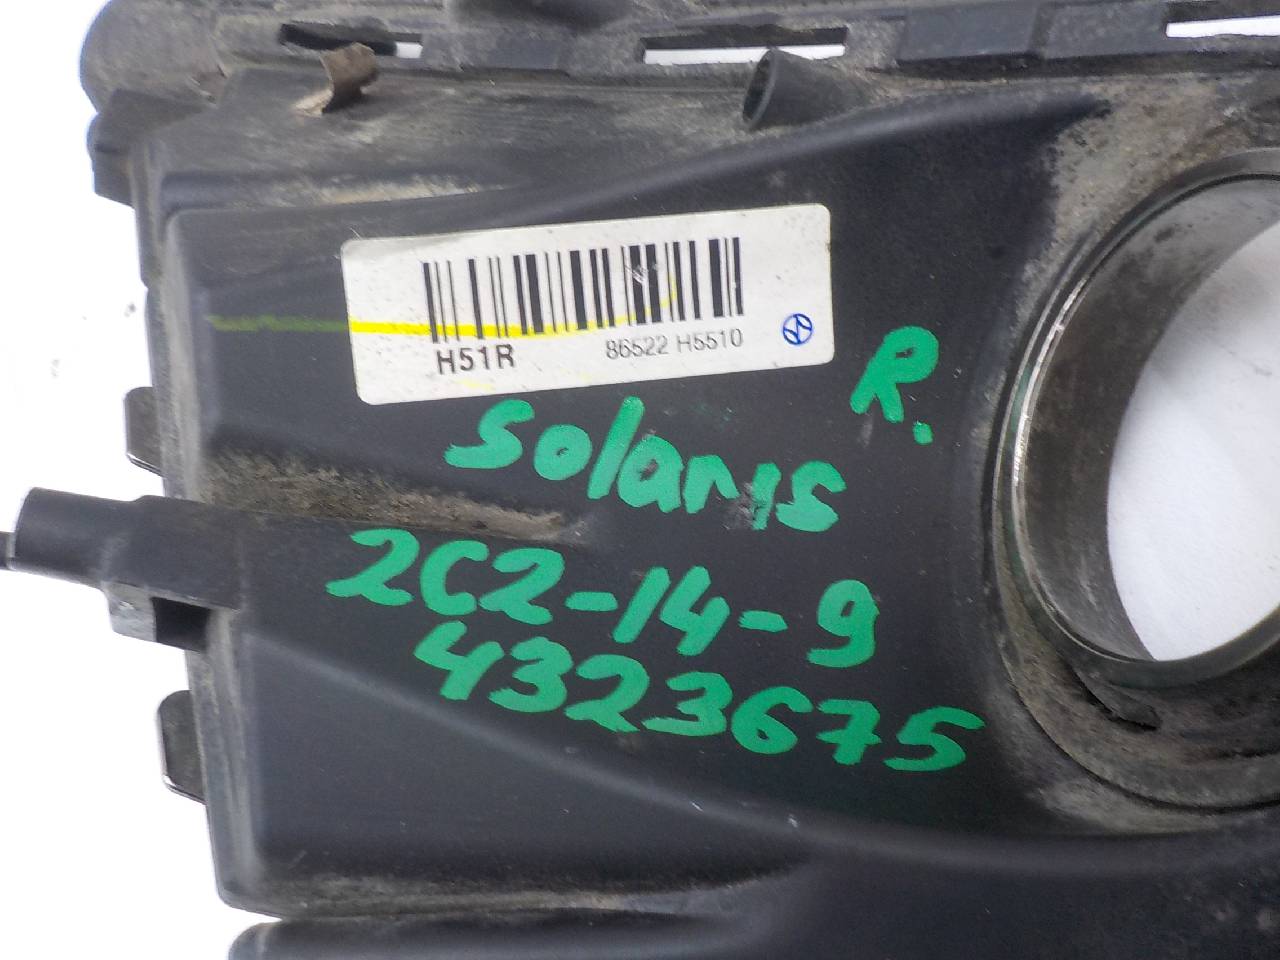 H51R 86522 H5510
R.
Solaris
2C2-14-9
4323675